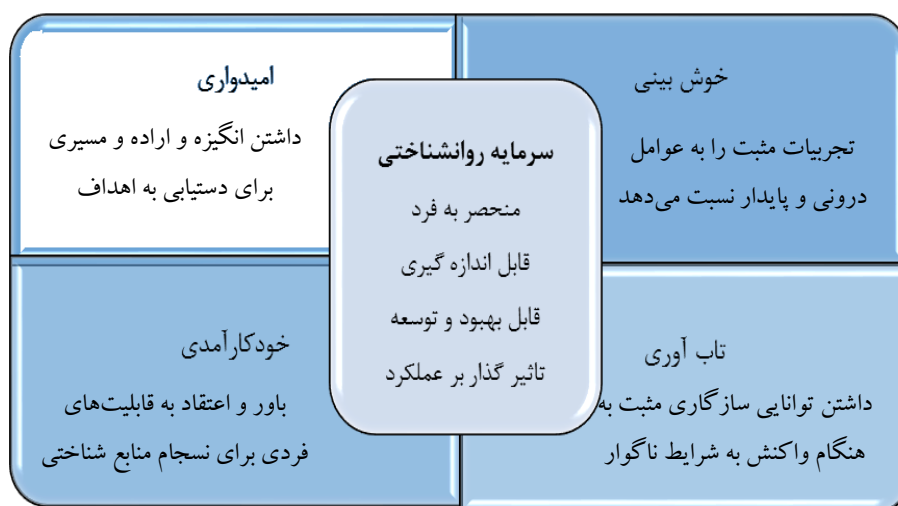 خوش بینی
تجربیات مثبت را به عوامل
درونی و پایدار نسبت می‌دهد
امیدواری
داشتن انگیزه و اراده و مسیری
برای دستیابی به اهداف
سرمایه روانشناختی
منحصر به فرد
قابل اندازه گیری
قابل بهبود و توسعه
تاثیر گذار بر عملکرد
تاب آوری
داشتن توانایی سازگاری مثبت به
هنگام واکنش به شرایط ناگوار
خودکارآمدی
باور و اعتقاد به قابلیت‌های
فردی برای نسجام منابع شناختی